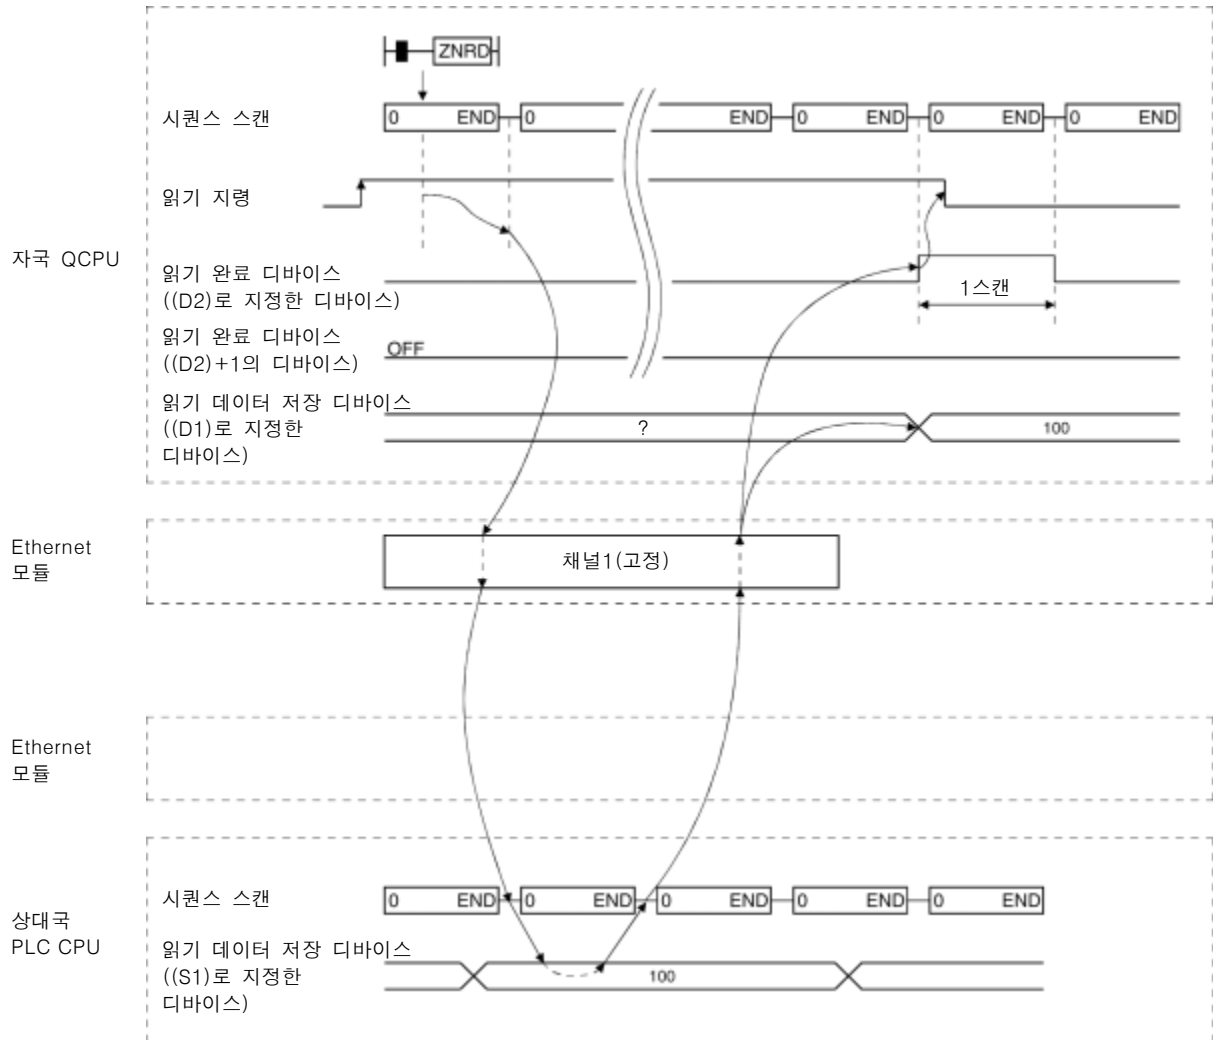 ZNRD
시퀀스 스캔
0 END 0 END 0 END 0 END 0 END
읽기 지령
자국 QCPU
읽기 완료 디바이스
((D2)로 지정한 디바이스)
1스캔
읽기 완료 디바이스
((D2)+1의 디바이스)
OFF
읽기 데이터 저장 디바이스
((D1)로 지정한
디바이스)
?
100
Ethernet
모듈
채널1(고정)
Ethernet
모듈
상대국
PLC CPU
시퀀스 스캔
0 END 0 END 0 END 0 END 0 END
읽기 데이터 저장 디바이스
((S1)로 지정한
디바이스)
100